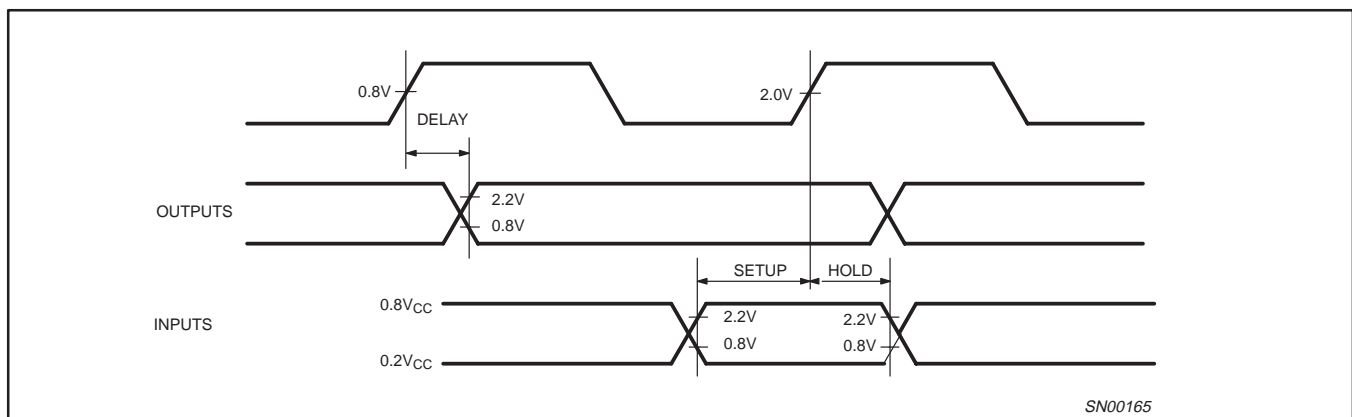 0.8V
2.0V
DELAY
OUTPUTS
2.2V
0.8V
SETUP
HOLD
0.8VCC
INPUTS
2.2V
2.2V
0.8V
0.8V
0.2VCC
SN00165